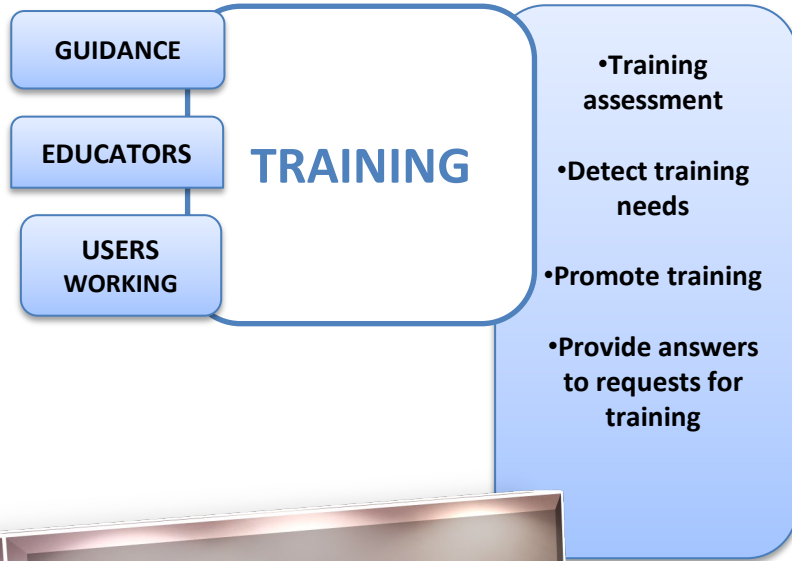 GUIDANCE
EDUCATORS
USERS
WORKING
TRAINING
•Training
assessment
•Detect training
needs
•Promote training
•Provide answers
to requests for
training